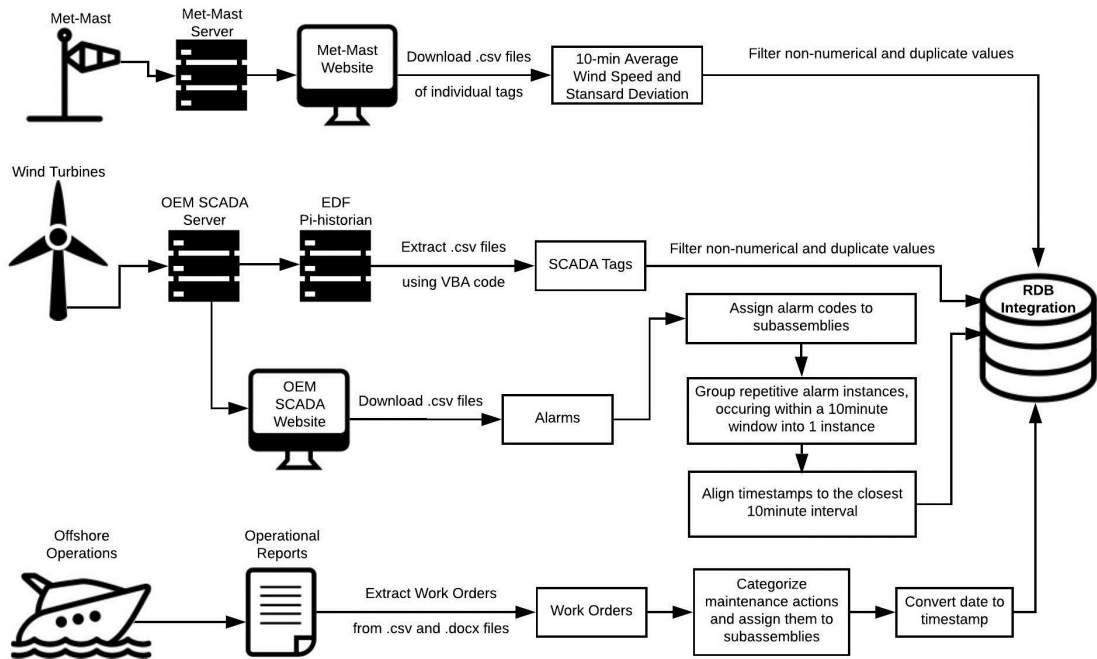 Met-Mast
Met-Mast
Server
Met-Mast
Website
Download .csv files
of individual tags
10-min Average
Wind Speed and
Stansard Deviation
Filter non-numerical and duplicate values
Wind Turbines
OEM SCADA
Server
EDF
Pi-historian
Extract .csv files
using VBA code
SCADA Tags
Filter non-numerical and duplicate values
RDB
Integration
OEM
SCADA
Website
Download .csv files
Alarms
Assign alarm codes to
subassemblies
Group repetitive alarm instances,
occuring within a 10minute
window into 1 instance
Align timestamps to the closest
10minute interval
Offshore
Operations
Operational
Reports
Extract Work Orders
from .csv and .docx files
Work Orders
Categorize
maintenance actions
and assign them to
subassemblies
Convert date to
timestamp